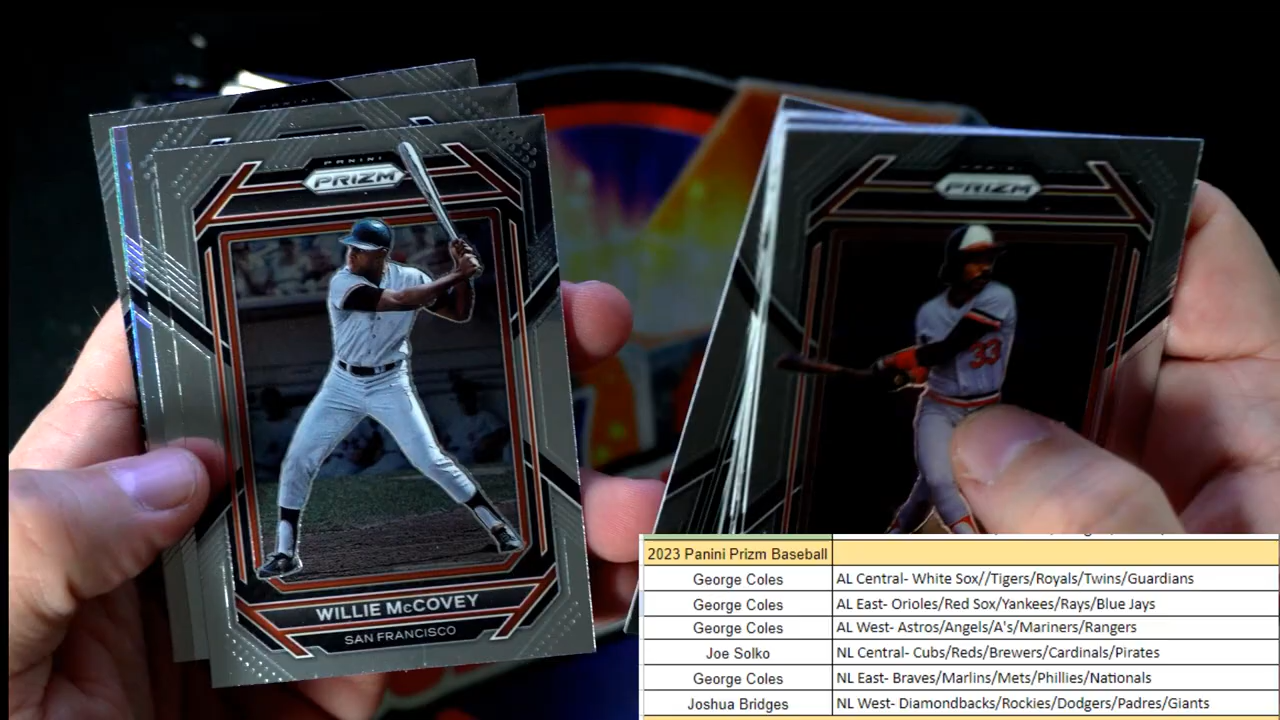 PANINI
PRIZM
WILLIE McCOVEY
SAN FRANCISCO
PRIZM
33
2023 Panini Prizm Baseball
George Coles AL Central- White Sox//Tigers/Royals/Twins/Guardians
George Coles AL East- Orioles/Red Sox/Yankees/Rays/Blue Jays
George Coles AL West- Astros/Angels/A's/Mariners/Rangers
Joe Solko NL Central- Cubs/Reds/Brewers/Cardinals/Pirates
George Coles NL East- Braves/Marlins/Mets/Phillies/Nationals
Joshua Bridges NL West- Diamondbacks/Rockies/Dodgers/Padres/Giants